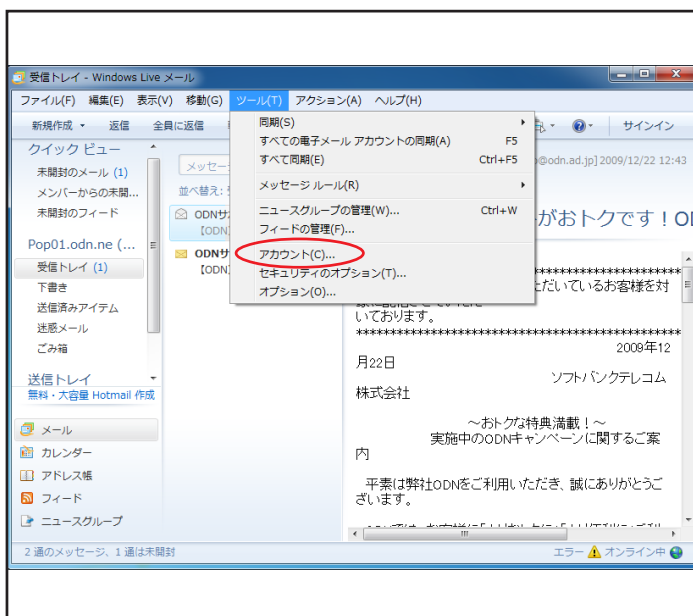 受信トレイ - Windows Live メール
ファイル(F) 編集(E) 表示(V) 移動(G) ツール(T) アクション(A) ヘルプ(H)
新規作成 返信 全員に返信 サインイン
クイック ビュー
未開封のメール (1)
メンバーからの未開...
未開封のフィード
Pop01.odn.ne (...
受信トレイ (1)
下書き
送信済みアイテム
迷惑メール
ごみ箱
送信トレイ
無料・大容量 Hotmail 作成
メール
カレンダー
アドレス帳
フィード
ニュースグループ
メッセー
並べ替え:
ODNサ
【ODN】
ODNサ
【ODN】
同期(S)
すべての電子メール アカウントの同期(A) F5
すべて同期(E) Ctrl+F5
メッセージ ルール(R)
ニュースグループの管理(W)... Ctrl+W
フィードの管理(F)...
アカウント(C)...
セキュリティのオプション(T)...
オプション(O)...
@odn.ad.jp] 2009/12/22 12:43
がおトクです！OD
*********************
ただいているお客様を対
いております。
**********************************************
2009年12
月22日
ソフトバンクテレコム
株式会社
～おトクな特典満載！～
実施中のODNキャンペーンに関するご案
内
平素は弊社ODNをご利用いただき、誠にありがとうご
ざいます。
2 通のメッセージ、1 通は未開封 エラー オンライン中